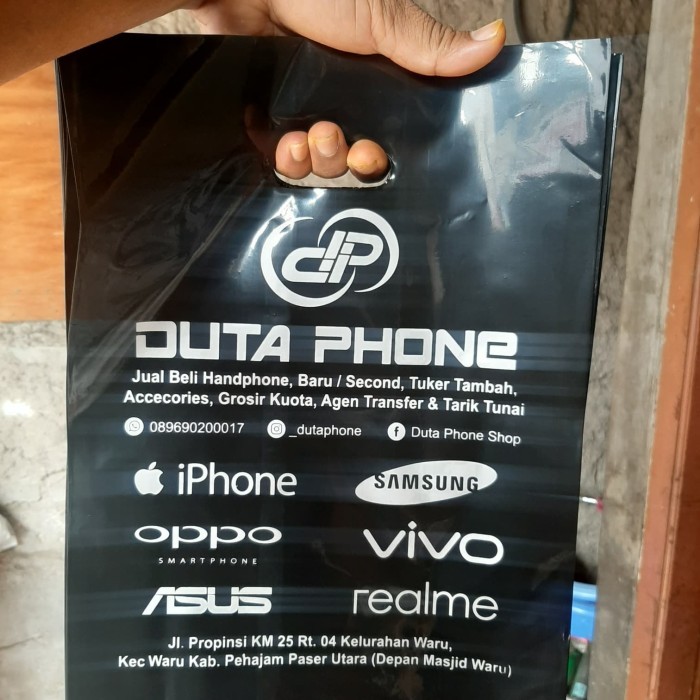 dP
DUTA PHONE
Jual Beli Handphone, Baru / Second, Tuker Tambah,
Accecories, Grosir Kuota, Agen Transfer & Tarik Tunai
089690200017 _dutaphone Duta Phone Shop
iPhone SAMSUNG
oppo vivo
SMARTPHONE
ASUS realme
Jl. Propinsi KM 25 Rt. 04 Kelurahan Waru,
Kec Waru Kab. Pehajam Paser Utara (Depan Masjid Waru)